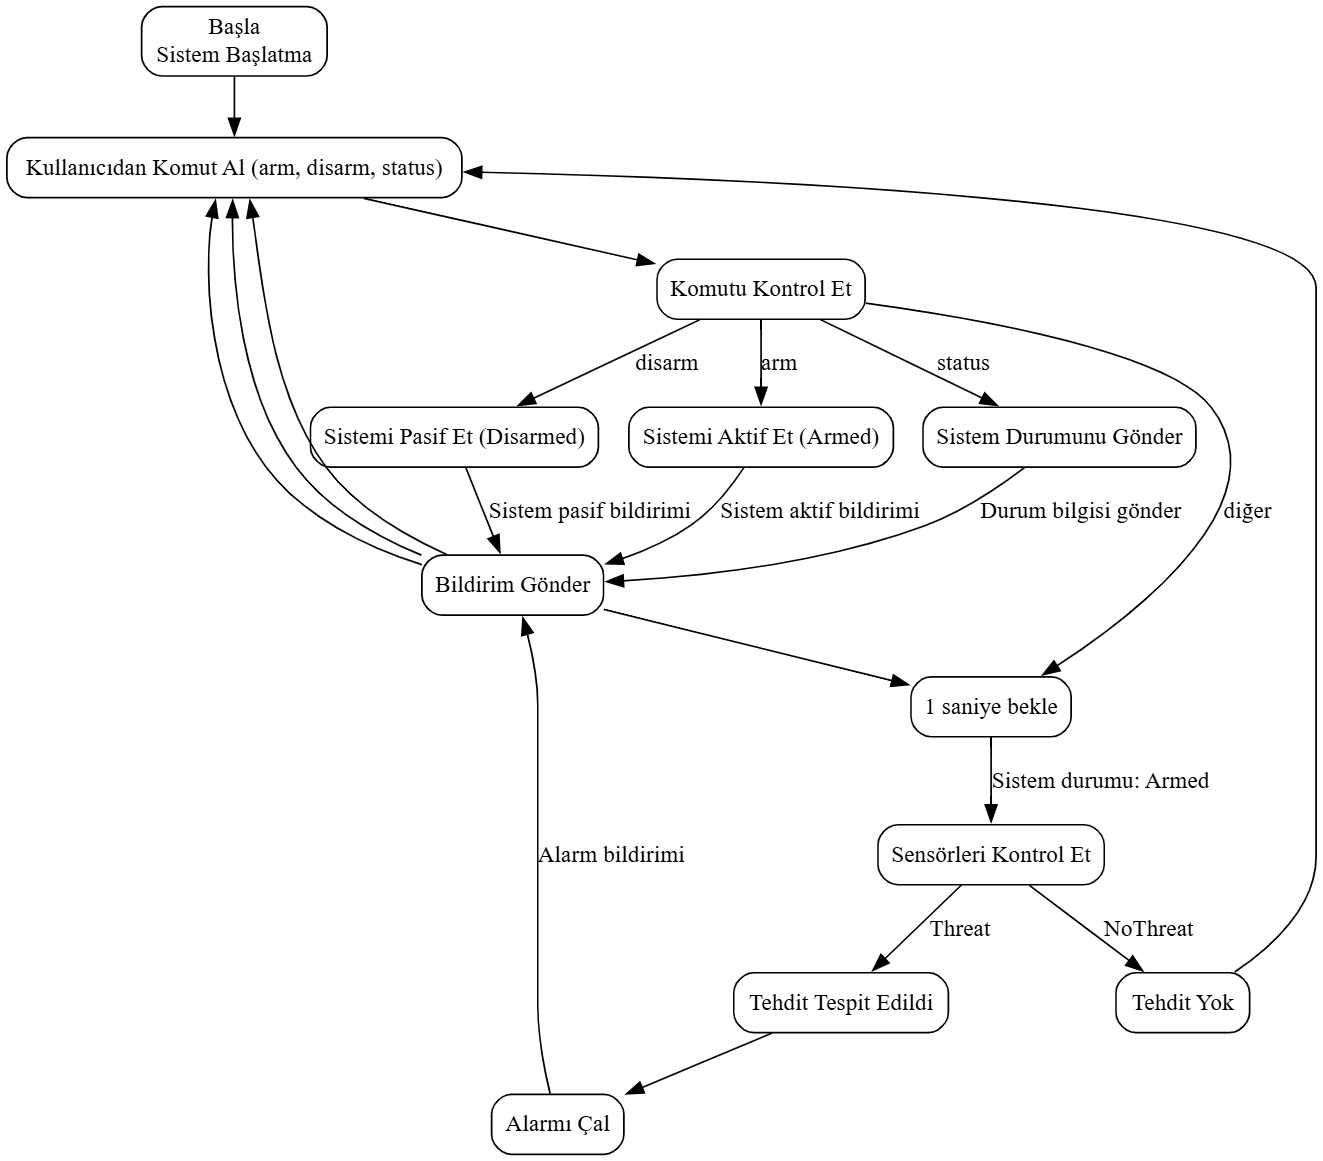 Başla
Sistem Başlatma
Kullanıcıdan Komut Al (arm, disarm, status)
Komutu Kontrol Et
disarm
arm
status
Sistemi Pasif Et (Disarmed)
Sistemi Aktif Et (Armed)
Sistem Durumunu Gönder
Sistem pasif bildirimi
Sistem aktif bildirimi
Durum bilgisi gönder
diğer
Bildirim Gönder
1 saniye bekle
Sistem durumu: Armed
Alarm bildirimi
Sensörleri Kontrol Et
Threat
NoThreat
Tehdit Tespit Edildi
Tehdit Yok
Alarmı Çal